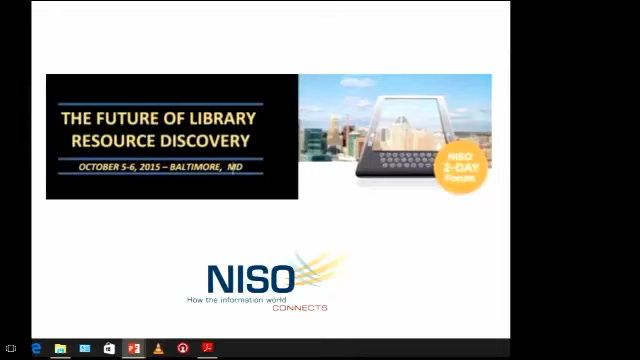 THE FUTURE OF LIBRARY
RESOURCE DISCOVERY
OCTOBER 5-6, 2015 – BALTIMORE, MD
NISO
2-DAY
Forum
NISO
How the information world
CONNECTS